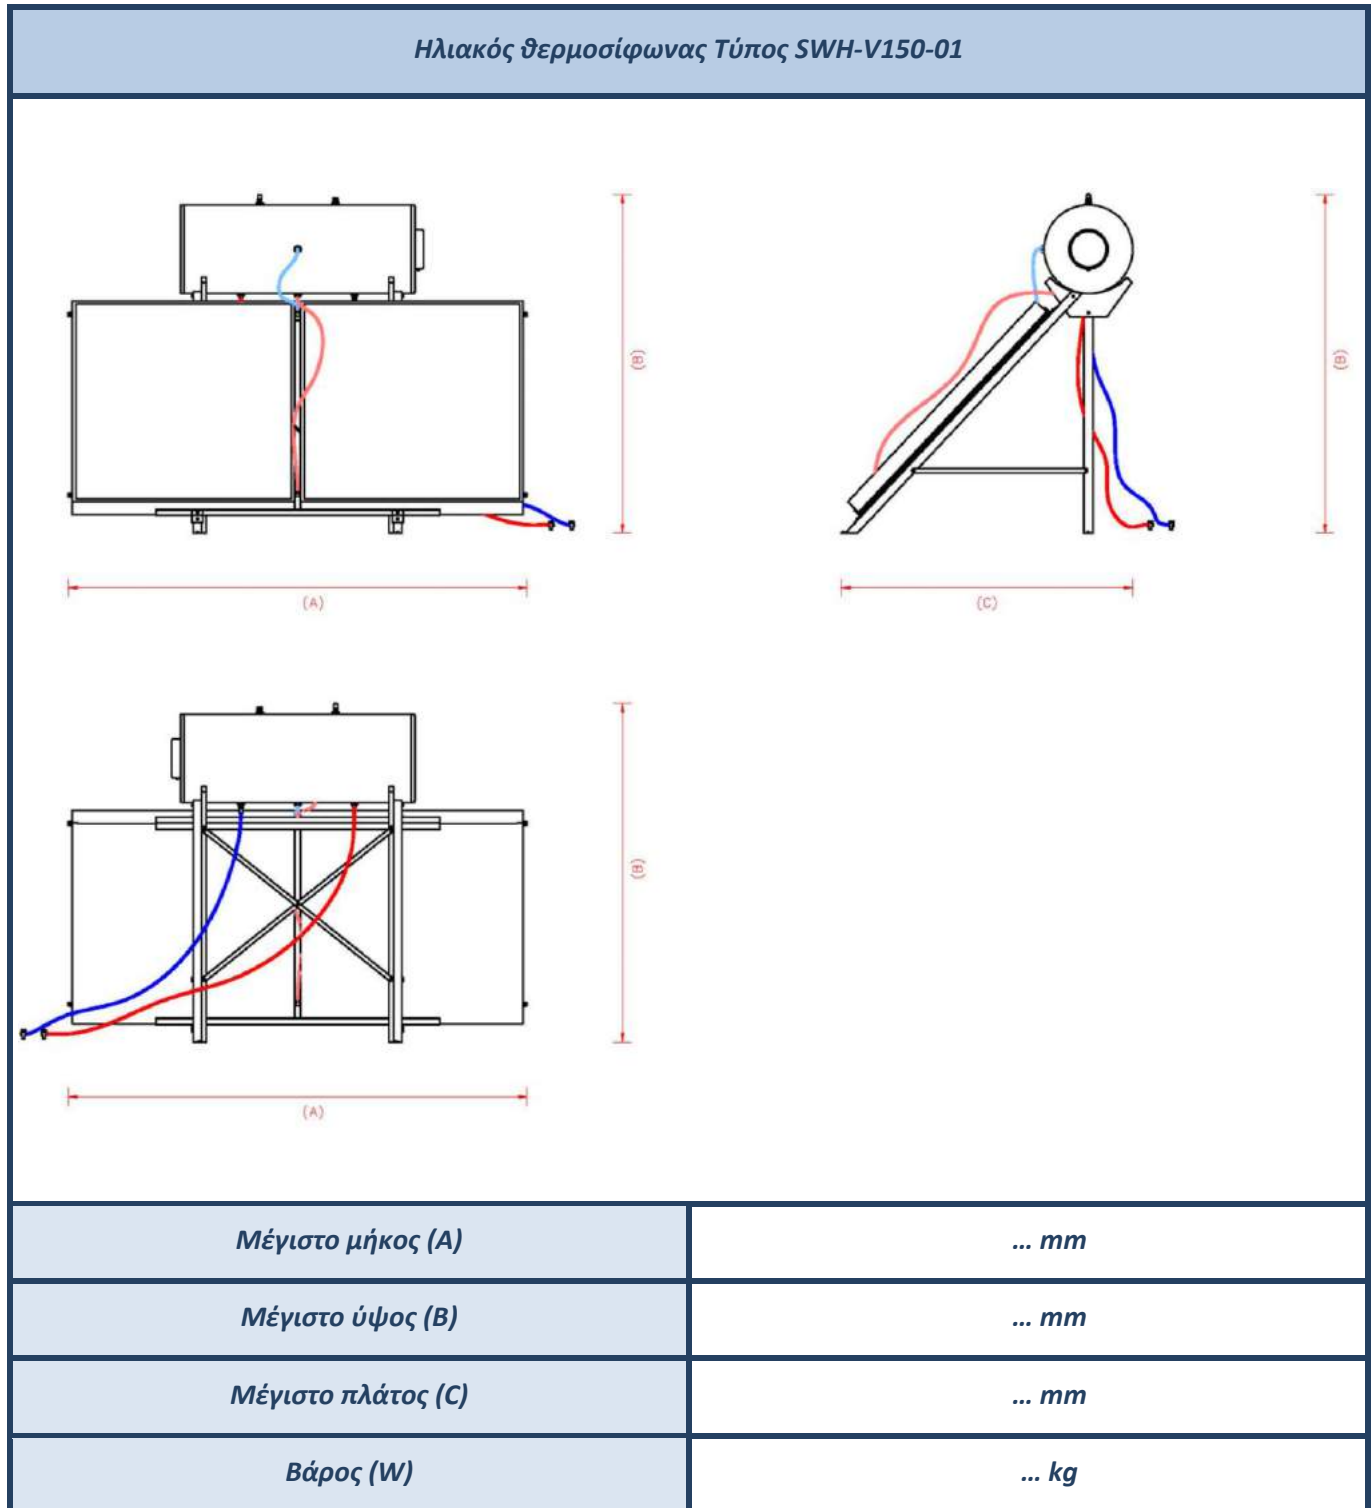 Ηλιακός θερμοσίφωνας Τύπος SWH-V150-01
(B)
(B)
(A)
(C)
(B)
(A)
Μέγιστο μήκος (A) ... mm
Μέγιστο ύψος (B) ... mm
Μέγιστο πλάτος (C) ... mm
Βάρος (W) ... kg